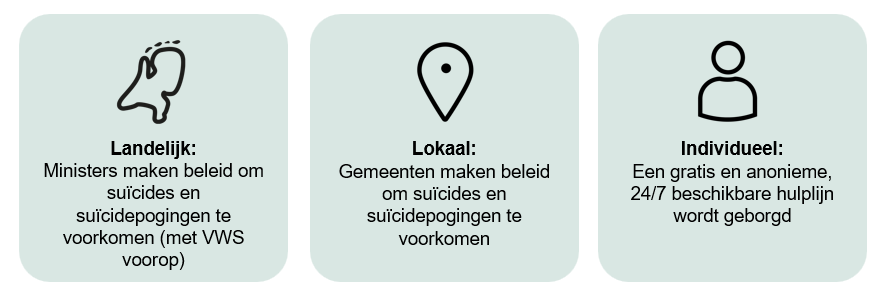 Landelijk:
Ministers maken beleid om
suïcides en
suïcidepogingen te
voorkomen (met VWS
voorop)
Lokaal:
Gemeenten maken beleid
om suïcides en
suïcidepogingen te
voorkomen
Individueel:
Een gratis en anonieme,
24/7 beschikbare hulplijn
wordt geborgd